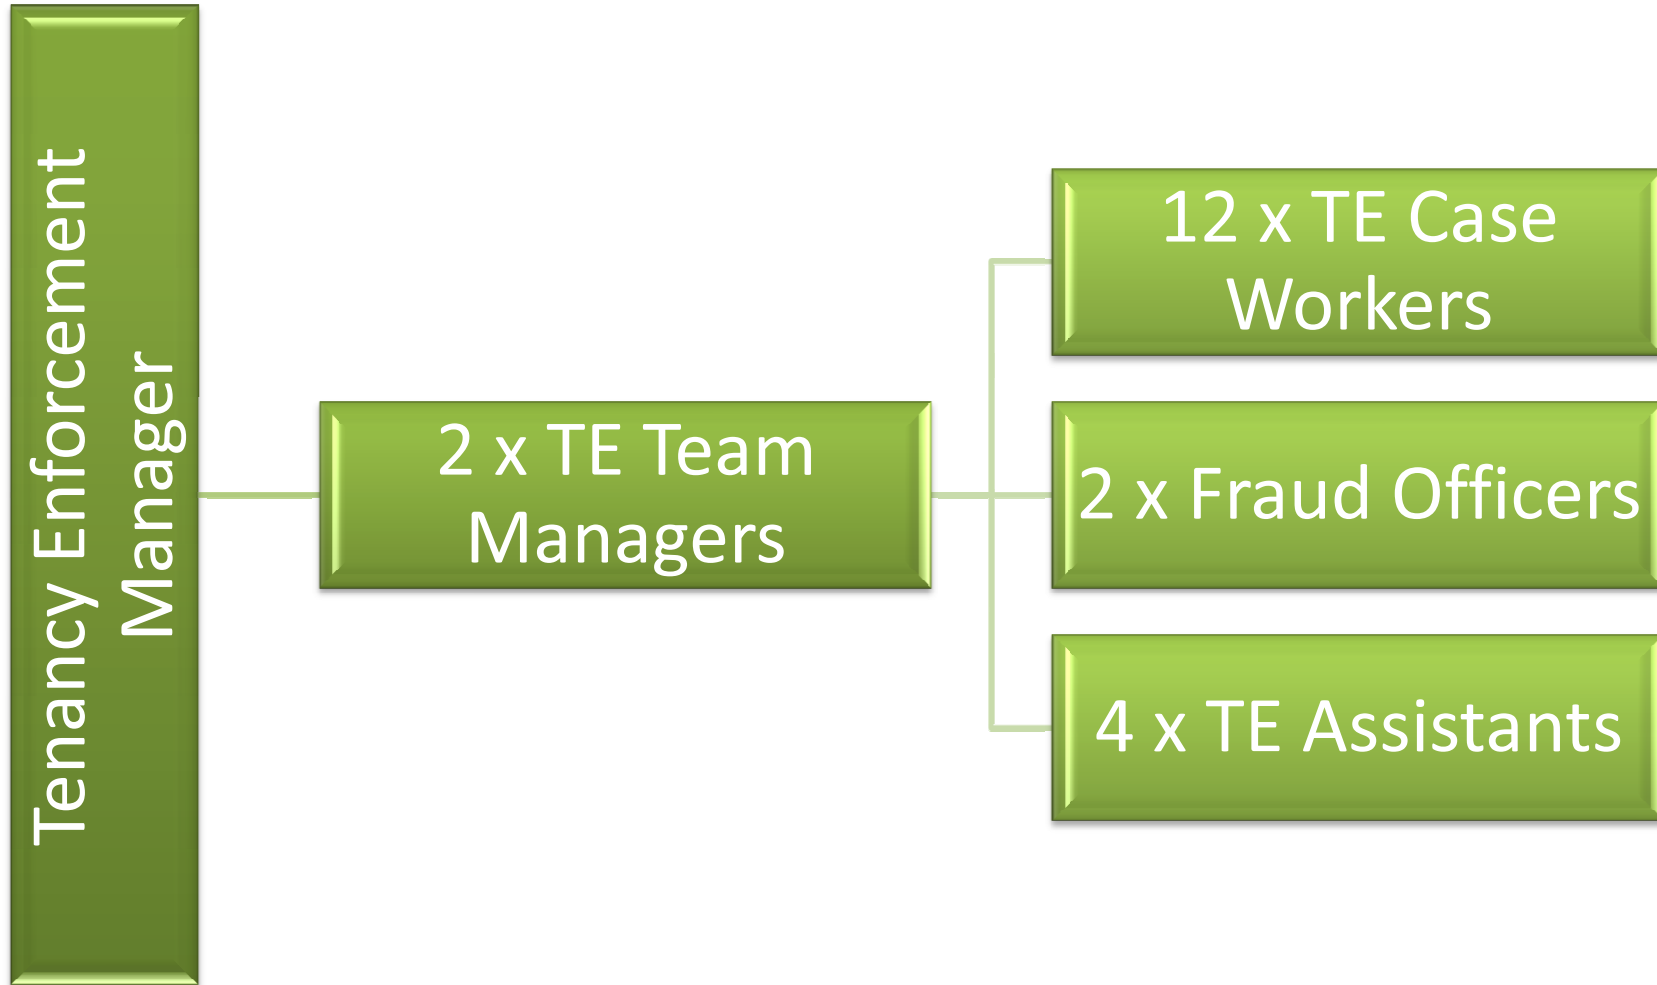 Tenancy Enforcement
Manager
2 x TE Team
Managers
12 x TE Case
Workers
2 x Fraud Officers
4 x TE Assistants